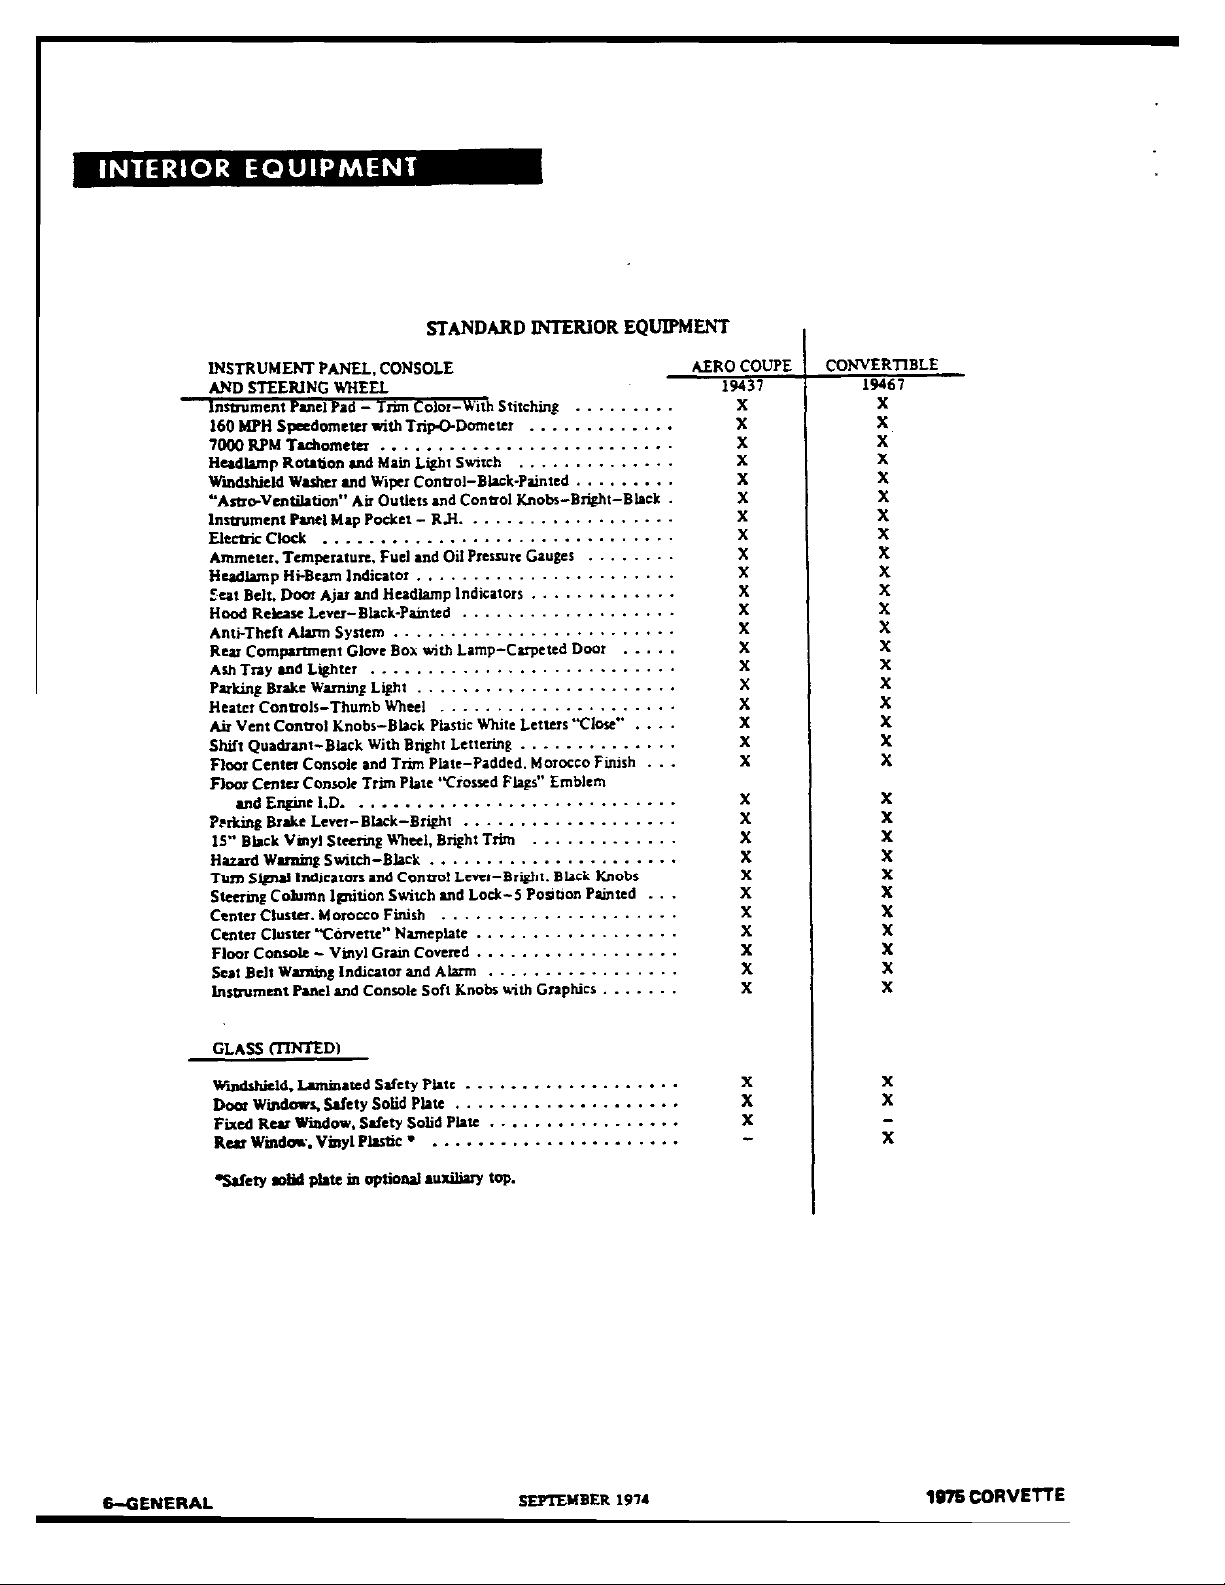 INTERIOR EQUIPMENT
STANDARD INTERIOR EQUIPMENT
INSTRUMENT PANEL, CONSOLE AERO COUPE CONVERTIBLE
AND STEERING WHEEL 19437 19467
Instrument Panel Pad – Trim Color–With Stitching ......... X X
160 MPH Speedometer with Trip-O-Dometer ............. X X
7000 RPM Tachometer .......................... X X
Headlamp Rotation and Main Light Switch .............. X X
Windshield Washer and Wiper Control–Black-Painted ......... X X
"Astro-Ventilation" Air Outlets and Control Knobs–Bright–Black . X X
Instrument Panel Map Pocket – R.H. ................... X X
Electric Clock ............................... X X
Ammeter, Temperature, Fuel and Oil Pressure Gauges ........ X X
Headlamp Hi-Beam Indicator ....................... X X
Seat Belt, Door Ajar and Headlamp Indicators ............. X X
Hood Release Lever–Black-Painted ................... X X
Anti-Theft Alarm System ......................... X X
Rear Compartment Glove Box with Lamp–Carpeted Door ..... X X
Ash Tray and Lighter ........................... X X
Parking Brake Warning Light ....................... X X
Heater Controls–Thumb Wheel ..................... X X
Air Vent Control Knobs–Black Plastic White Letters "Close" .... X X
Shift Quadrant–Black With Bright Lettering .............. X X
Floor Center Console and Trim Plate–Padded, Morocco Finish ... X X
Floor Center Console Trim Plate "Crossed Flags" Emblem
and Engine I.D. ............................ X X
Parking Brake Lever–Black–Bright ................... X X
15" Black Vinyl Steering Wheel, Bright Trim ............. X X
Hazard Warning Switch–Black ...................... X X
Turn Signal Indicators and Control Lever–Bright, Black Knobs X X
Steering Column Ignition Switch and Lock–5 Position Painted ... X X
Center Cluster, Morocco Finish ..................... X X
Center Cluster "Corvette" Nameplate .................. X X
Floor Console – Vinyl Grain Covered .................. X X
Seat Belt Warning Indicator and Alarm ................. X X
Instrument Panel and Console Soft Knobs with Graphics ....... X X
GLASS (TINTED)
Windshield, Laminated Safety Plate ................... X X
Door Windows, Safety Solid Plate .................... X X
Fixed Rear Window, Safety Solid Plate ................. X –
Rear Window, Vinyl Plastic * ...................... – X
*Safety solid plate in optional auxiliary top.
6–GENERAL SEPTEMBER 1974 1975 CORVETTE